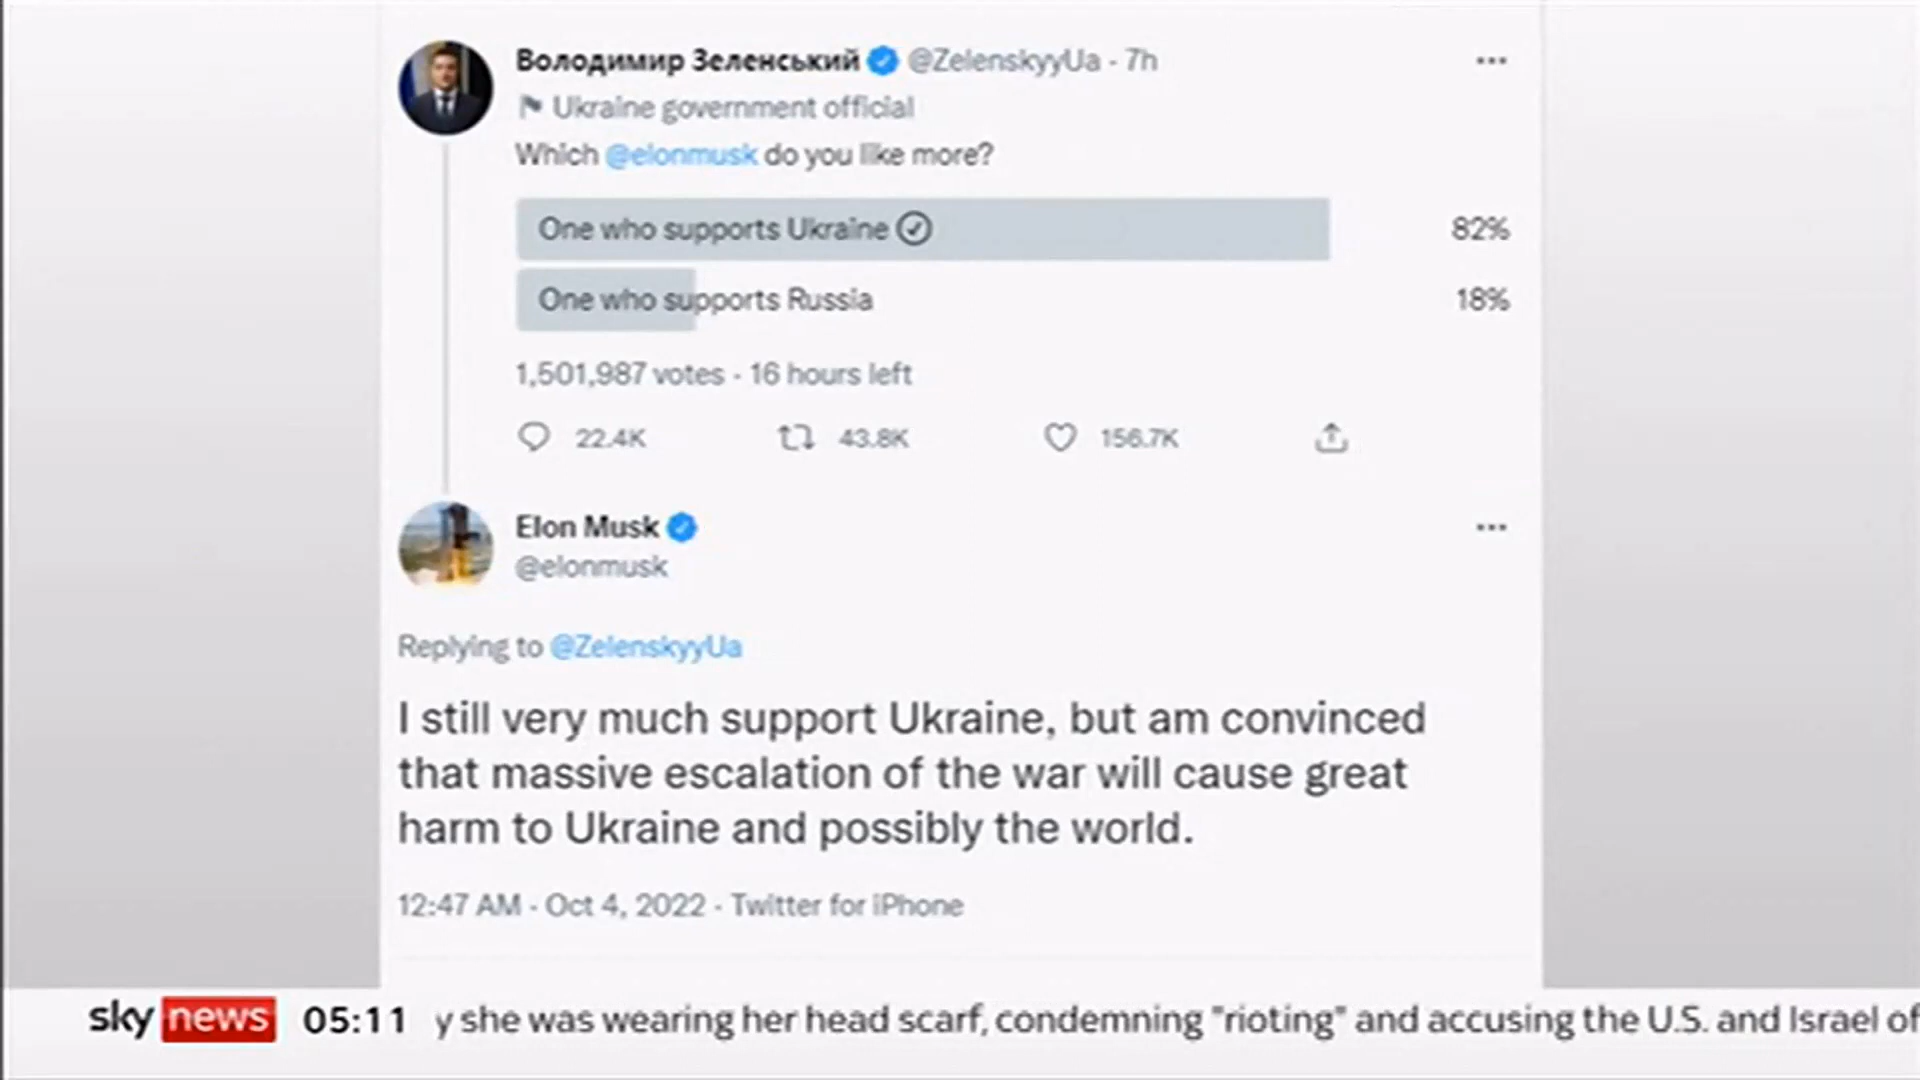 Володимир Зеленський @ZelenskyyUa · 7h
Ukraine government official
Which @elonmusk do you like more?
One who supports Ukraine 82%
One who supports Russia 18%
1,501,987 votes · 16 hours left
22.4K 43.8K 156.7K
Elon Musk
@elonmusk
Replying to @ZelenskyyUa
I still very much support Ukraine, but am convinced
that massive escalation of the war will cause great
harm to Ukraine and possibly the world.
12:47 AM · Oct 4, 2022 · Twitter for iPhone
sky news 05:11 y she was wearing her head scarf, condemning "rioting" and accusing the U.S. and Israel of